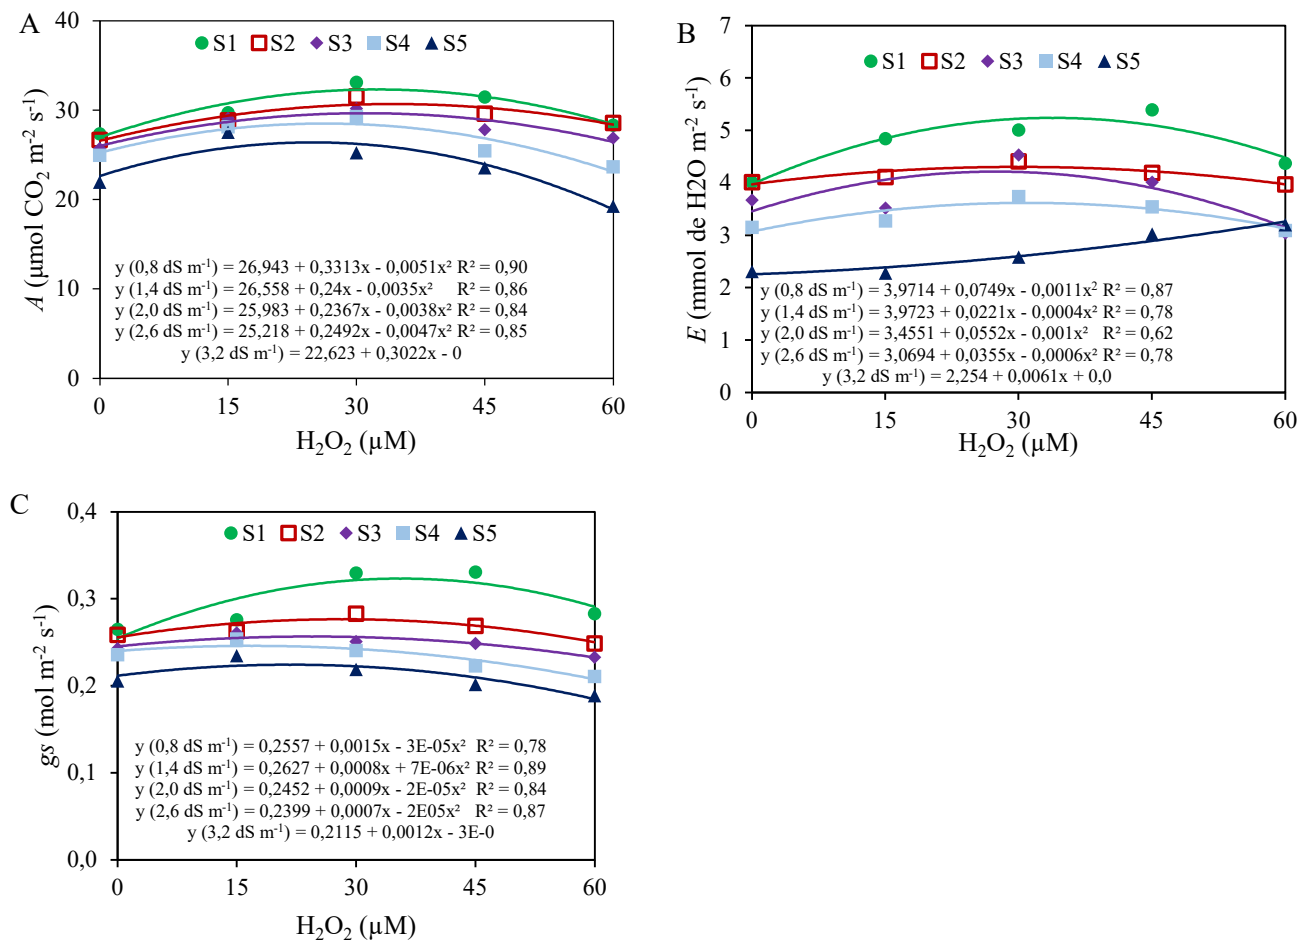 A
40
30
20
10
0
S1 S2 S3 S4 S5
A (µmol CO₂ m⁻² s⁻¹)
y (0,8 dS m⁻¹) = 26,943 + 0,3313x - 0,0051x² R² = 0,90
y (1,4 dS m⁻¹) = 26,558 + 0,24x - 0,0035x² R² = 0,86
y (2,0 dS m⁻¹) = 25,983 + 0,2367x - 0,0038x² R² = 0,84
y (2,6 dS m⁻¹) = 25,218 + 0,2492x - 0,0047x² R² = 0,85
y (3,2 dS m⁻¹) = 22,623 + 0,3022x - 0
0 15 30 45 60
H₂O₂ (µM)
B
7
6
5
4
3
2
1
0
S1 S2 S3 S4 S5
E (mmol de H2O m⁻² s⁻¹)
y (0,8 dS m⁻¹) = 3,9714 + 0,0749x - 0,0011x² R² = 0,87
y (1,4 dS m⁻¹) = 3,9723 + 0,0221x - 0,0004x² R² = 0,78
y (2,0 dS m⁻¹) = 3,4551 + 0,0552x - 0,001x² R² = 0,62
y (2,6 dS m⁻¹) = 3,0694 + 0,0355x - 0,0006x² R² = 0,78
y (3,2 dS m⁻¹) = 2,254 + 0,0061x + 0,0
0 15 30 45 60
H₂O₂ (µM)
C
0,4
0,3
0,2
0,1
0,0
S1 S2 S3 S4 S5
gs (mol m⁻² s⁻¹)
y (0,8 dS m⁻¹) = 0,2557 + 0,0015x - 3E-05x² R² = 0,78
y (1,4 dS m⁻¹) = 0,2627 + 0,0008x + 7E-06x² R² = 0,89
y (2,0 dS m⁻¹) = 0,2452 + 0,0009x - 2E-05x² R² = 0,84
y (2,6 dS m⁻¹) = 0,2399 + 0,0007x - 2E05x² R² = 0,87
y (3,2 dS m⁻¹) = 0,2115 + 0,0012x - 3E-0
0 15 30 45 60
H₂O₂ (µM)